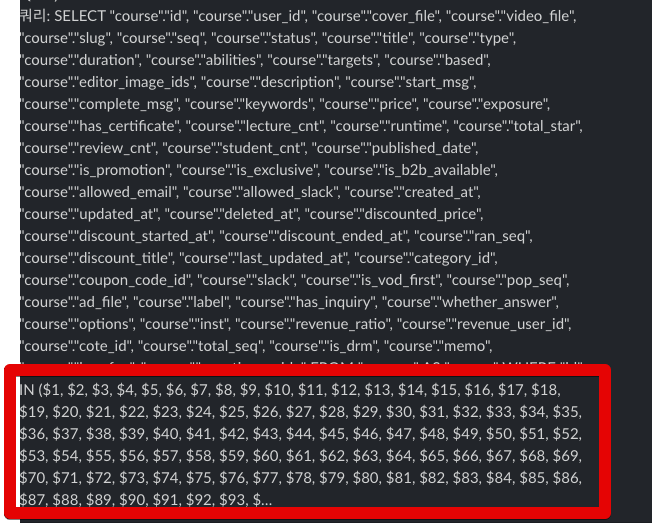 쿼리: SELECT "course"."id", "course"."user_id", "course"."cover_file", "course"."video_file",
"course"."slug", "course"."seq", "course"."status", "course"."title", "course"."type",
"course"."duration", "course"."abilities", "course"."targets", "course"."based",
"course"."editor_image_ids", "course"."description", "course"."start_msg",
"course"."complete_msg", "course"."keywords", "course"."price", "course"."exposure",
"course"."has_certificate", "course"."lecture_cnt", "course"."runtime", "course"."total_star",
"course"."review_cnt", "course"."student_cnt", "course"."published_date",
"course"."is_promotion", "course"."is_exclusive", "course"."is_b2b_available",
"course"."allowed_email", "course"."allowed_slack", "course"."created_at",
"course"."updated_at", "course"."deleted_at", "course"."discounted_price",
"course"."discount_started_at", "course"."discount_ended_at", "course"."ran_seq",
"course"."discount_title", "course"."last_updated_at", "course"."category_id",
"course"."coupon_code_id", "course"."slack", "course"."is_vod_first", "course"."pop_seq",
"course"."ad_file", "course"."label", "course"."has_inquiry", "course"."whether_answer",
"course"."options", "course"."inst", "course"."revenue_ratio", "course"."revenue_user_id",
"course"."cote_id", "course"."total_seq", "course"."is_drm", "course"."memo",
IN ($1, $2, $3, $4, $5, $6, $7, $8, $9, $10, $11, $12, $13, $14, $15, $16, $17, $18,
$19, $20, $21, $22, $23, $24, $25, $26, $27, $28, $29, $30, $31, $32, $33, $34, $35,
$36, $37, $38, $39, $40, $41, $42, $43, $44, $45, $46, $47, $48, $49, $50, $51, $52,
$53, $54, $55, $56, $57, $58, $59, $60, $61, $62, $63, $64, $65, $66, $67, $68, $69,
$70, $71, $72, $73, $74, $75, $76, $77, $78, $79, $80, $81, $82, $83, $84, $85, $86,
$87, $88, $89, $90, $91, $92, $93, $...